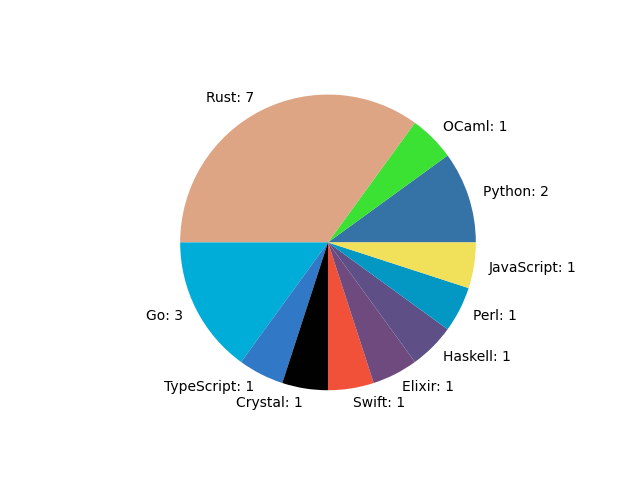 Rust: 7
OCaml: 1
Python: 2
JavaScript: 1
Go: 3
Perl: 1
Haskell: 1
TypeScript: 1
Elixir: 1
Crystal: 1
Swift: 1